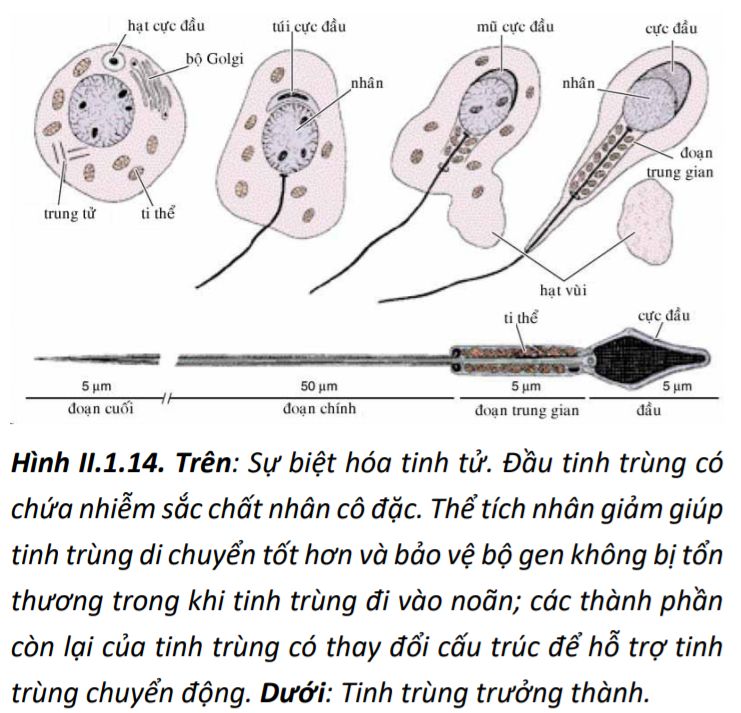 hạt cực đầu
bộ Golgi
trung tử
ti thể
túi cực đầu
nhân
mũ cực đầu
hạt vùi
cực đầu
nhân
đoạn trung gian
ti thể
cực đầu
5 μm
50 μm
5 μm
5 μm
đoạn cuối
đoạn chính
đoạn trung gian
đầu
Hình II.1.14. Trên: Sự biệt hóa tinh tử. Đầu tinh trùng có
chứa nhiễm sắc chất nhân cô đặc. Thể tích nhân giảm giúp
tinh trùng di chuyển tốt hơn và bảo vệ bộ gen không bị tổn
thương trong khi tinh trùng đi vào noãn; các thành phần
còn lại của tinh trùng có thay đổi cấu trúc để hỗ trợ tinh
trùng chuyển động. Dưới: Tinh trùng trưởng thành.